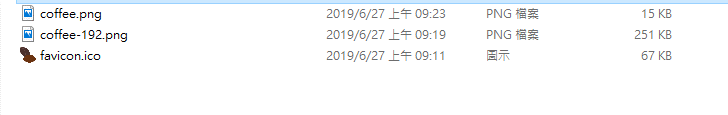 coffee.png 2019/6/27 上午 09:23 PNG 檔案 15 KB
coffee-192.png 2019/6/27 上午 09:19 PNG 檔案 251 KB
favicon.ico 2019/6/27 上午 09:11 圖示 67 KB